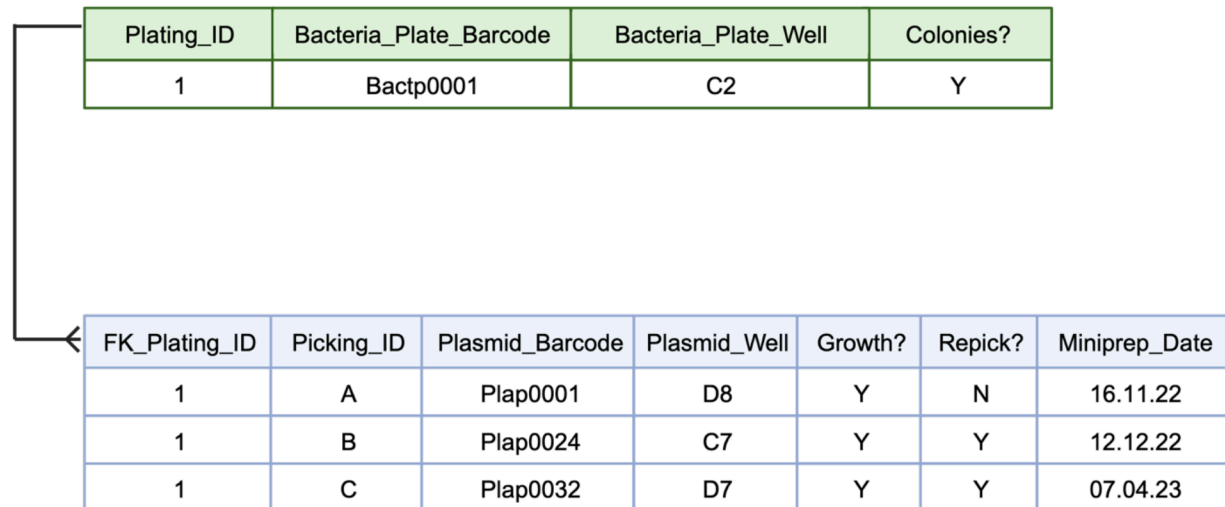 Plating_ID Bacteria_Plate_Barcode Bacteria_Plate_Well Colonies?
1 Bactp0001 C2 Y
FK_Plating_ID Picking_ID Plasmid_Barcode Plasmid_Well Growth? Repick? Miniprep_Date
1 A Plap0001 D8 Y N 16.11.22
1 B Plap0024 C7 Y Y 12.12.22
1 C Plap0032 D7 Y Y 07.04.23